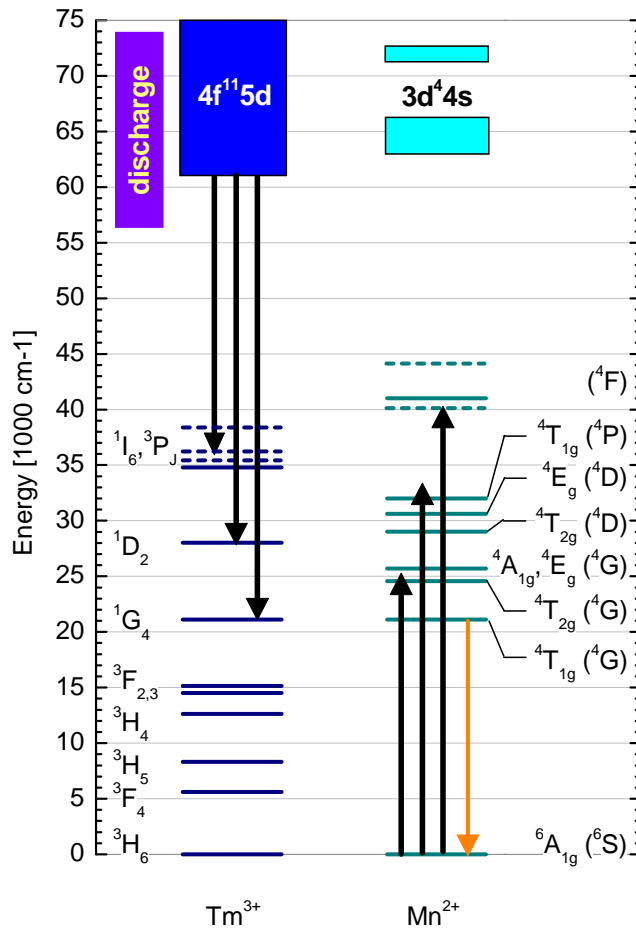 Energy [1000 cm-1]
75
70
65
60
55
50
45
40
35
30
25
20
15
10
5
0
discharge
4f¹¹5d
3d⁴4s
¹I₆,³P_J
¹D₂
¹G₄
³F₂,₃
³H₄
³H₅
³F₄
³H₆
(⁴F)
⁴T₁g (⁴P)
⁴Eg (⁴D)
⁴T₂g (⁴D)
⁴A₁g,⁴Eg (⁴G)
⁴T₂g (⁴G)
⁴T₁g (⁴G)
⁶A₁g (⁶S)
Tm³⁺
Mn²⁺